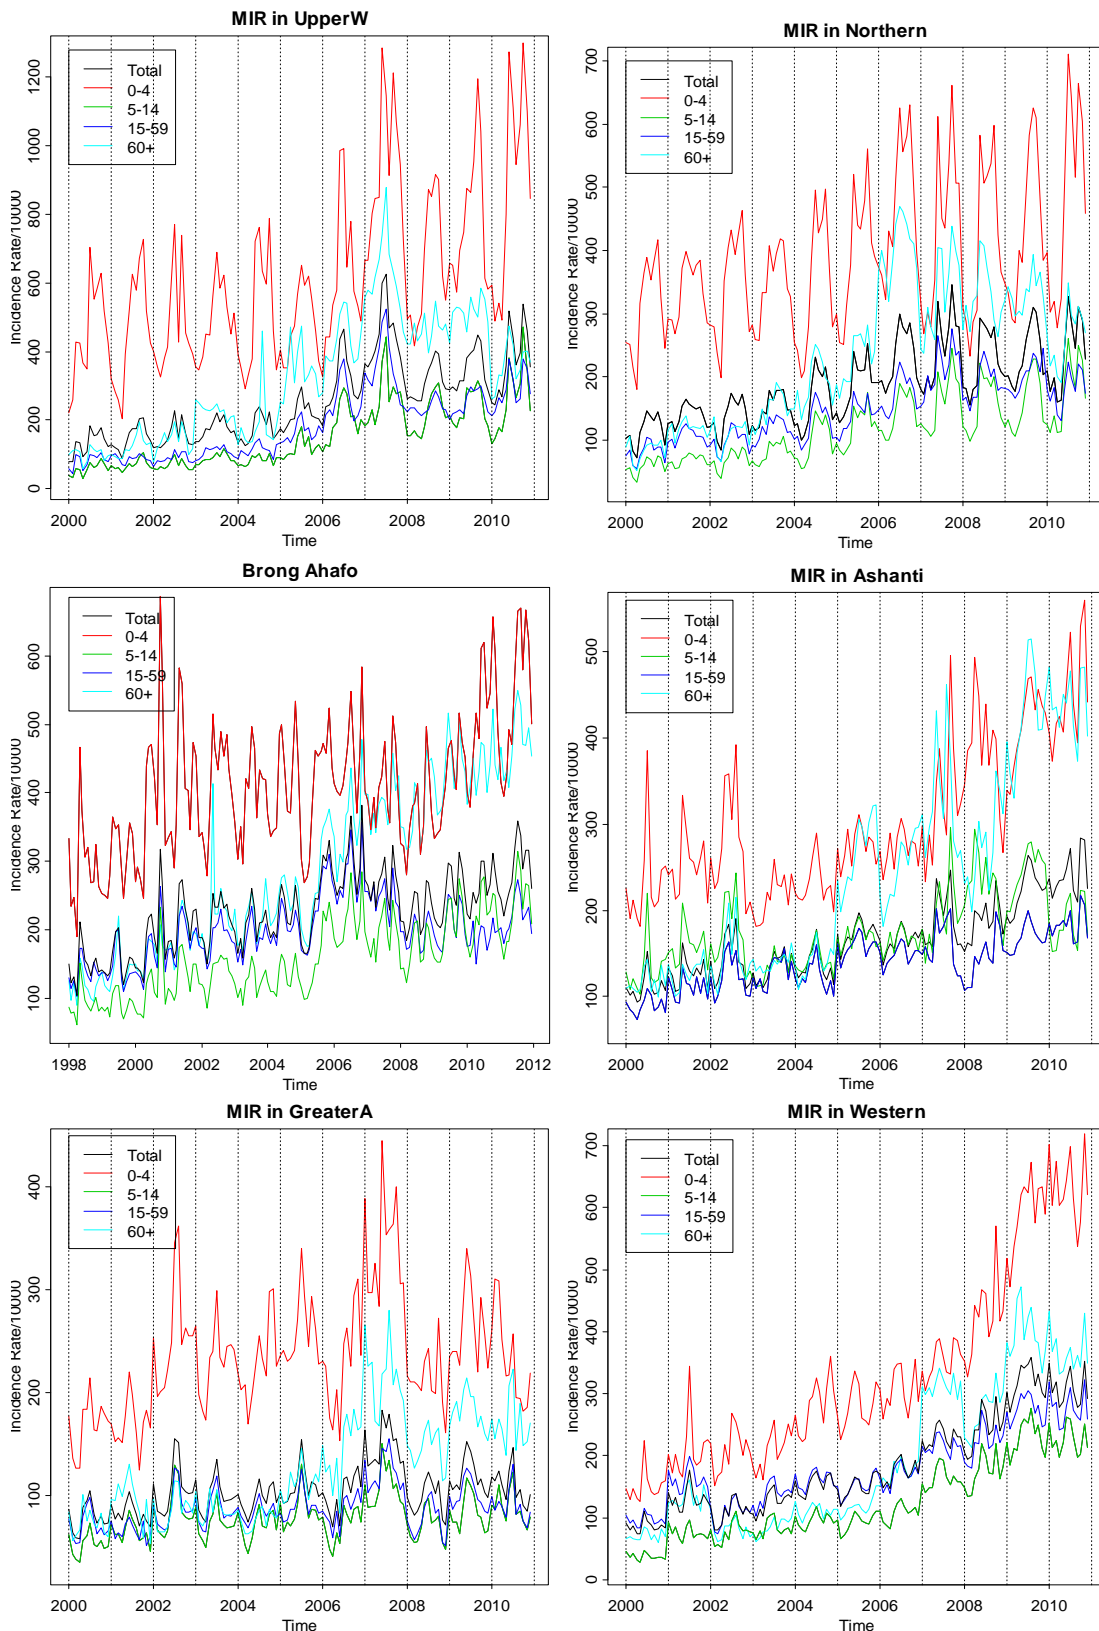 MIR in UpperW
Incidence Rate/10000
0 200 400 600 800 1000 1200
Total
0-4
5-14
15-59
60+
2000 2002 2004 2006 2008 2010
Time
MIR in Northern
Incidence Rate/10000
100 200 300 400 500 600 700
Total
0-4
5-14
15-59
60+
2000 2002 2004 2006 2008 2010
Time
Brong Ahafo
Incidence Rate/10000
100 200 300 400 500 600
Total
0-4
5-14
15-59
60+
1998 2000 2002 2004 2006 2008 2010 2012
Time
MIR in Ashanti
Incidence Rate/10000
100 200 300 400 500
Total
0-4
5-14
15-59
60+
2000 2002 2004 2006 2008 2010
Time
MIR in GreaterA
Incidence Rate/10000
100 200 300 400
Total
0-4
5-14
15-59
60+
2000 2002 2004 2006 2008 2010
Time
MIR in Western
Incidence Rate/10000
0 100 200 300 400 500 600 700
Total
0-4
5-14
15-59
60+
2000 2002 2004 2006 2008 2010
Time